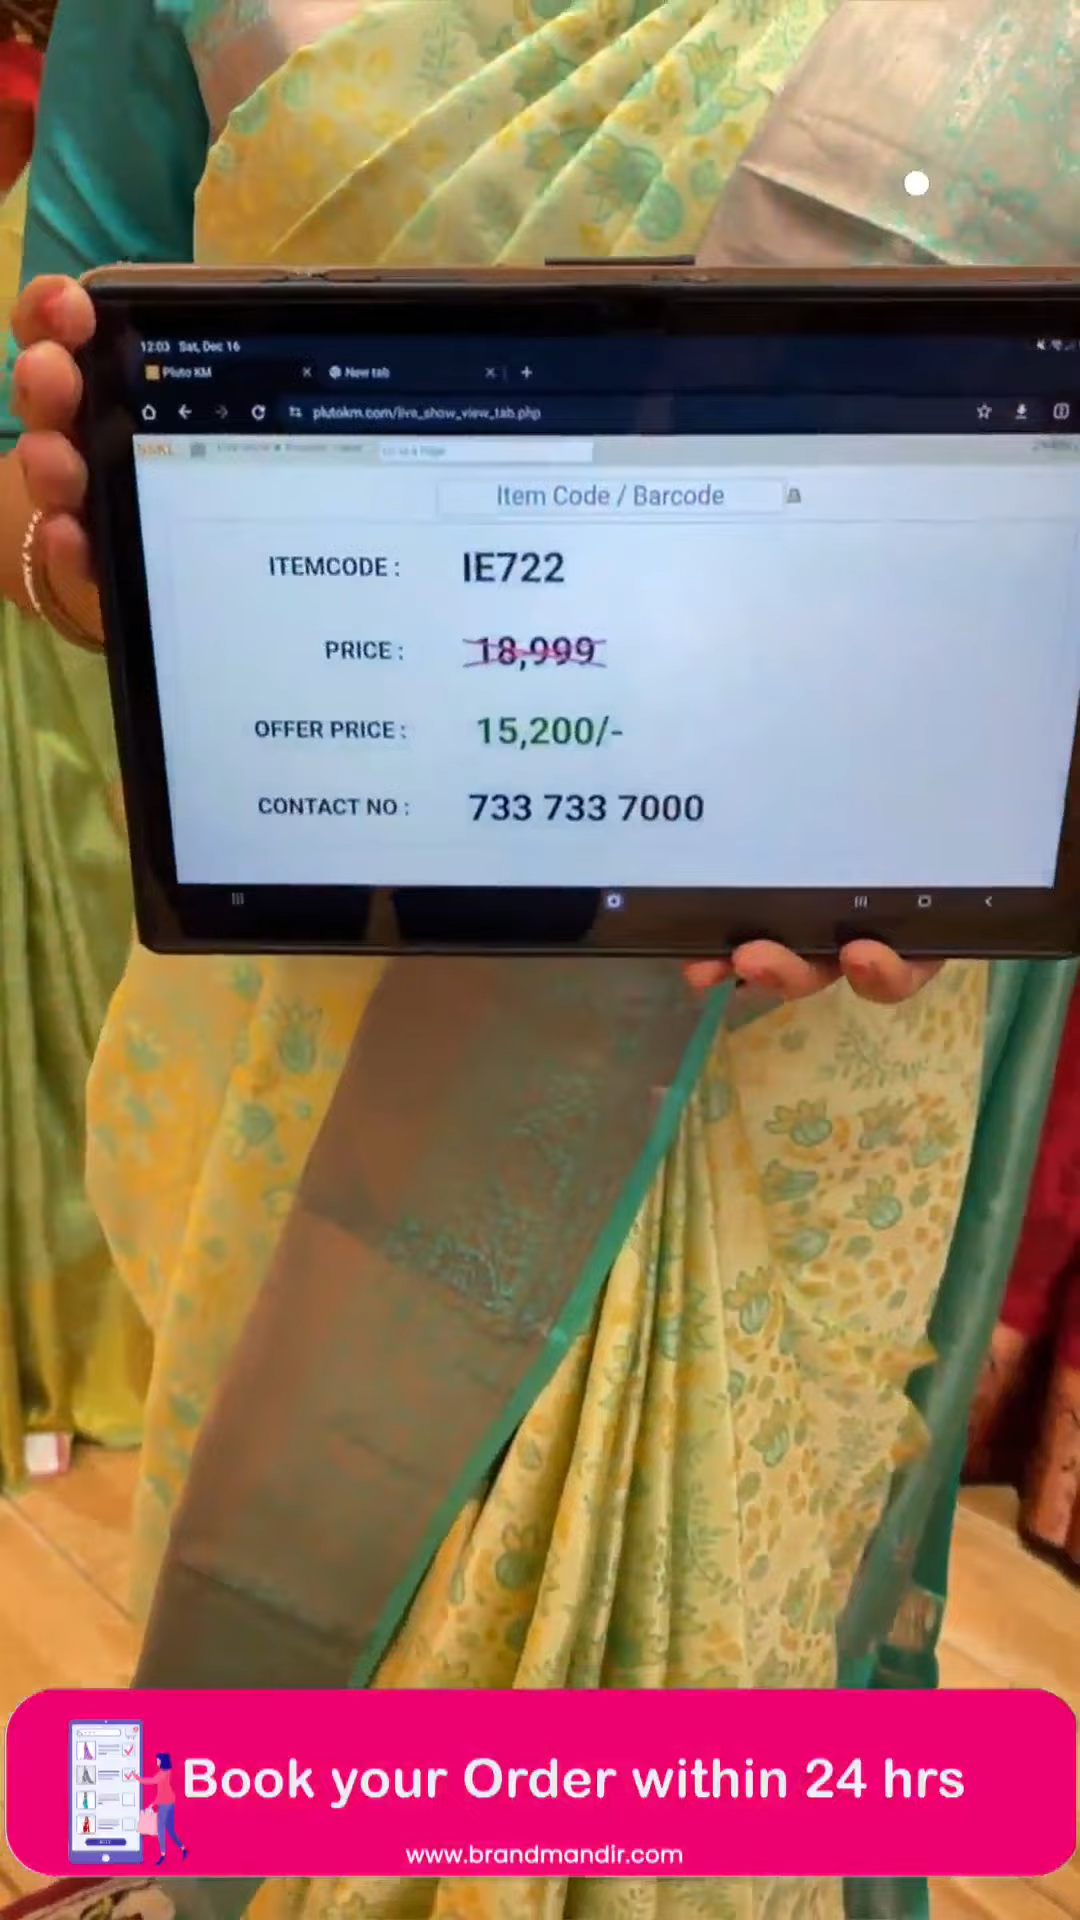 12:03 Sat, Dec 16
Pluto KM
New tab
plutokm.com/live_show_view_tab.php
Item Code / Barcode
ITEMCODE : IE722
PRICE : 18,999
OFFER PRICE : 15,200/-
CONTACT NO : 733 733 7000
Book your Order within 24 hrs
www.brandmandir.com